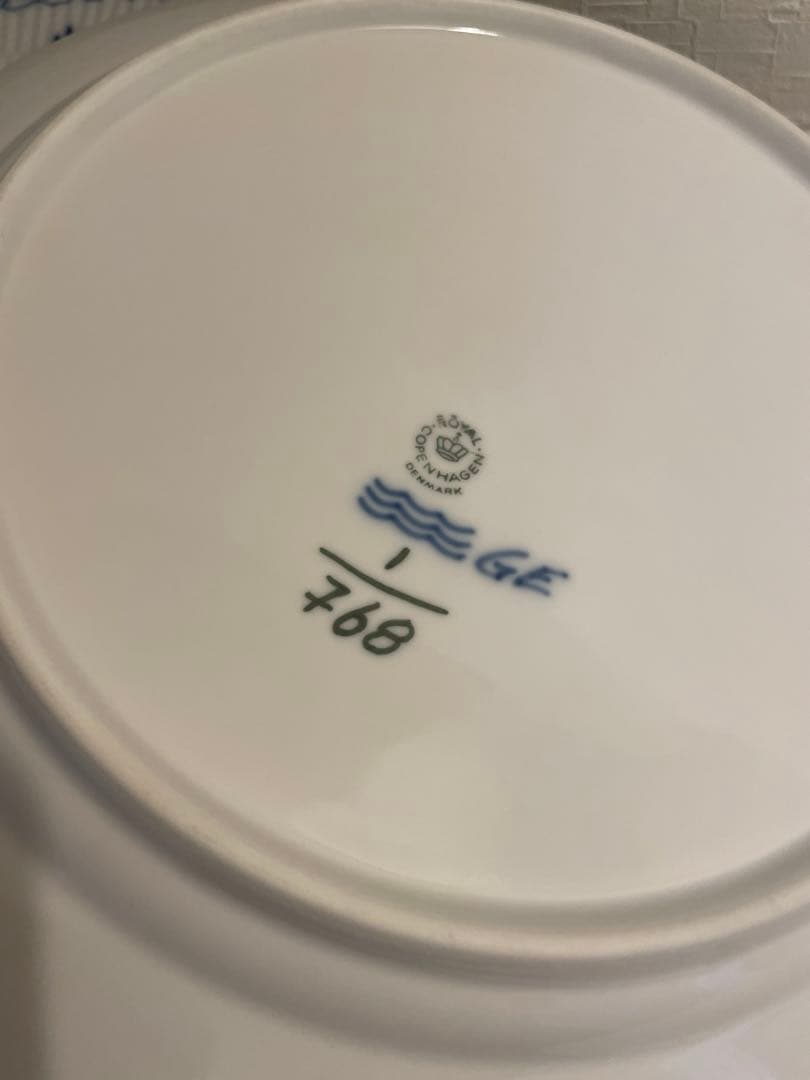 ROYAL
COPENHAGEN
DENMARK
GE
1
768